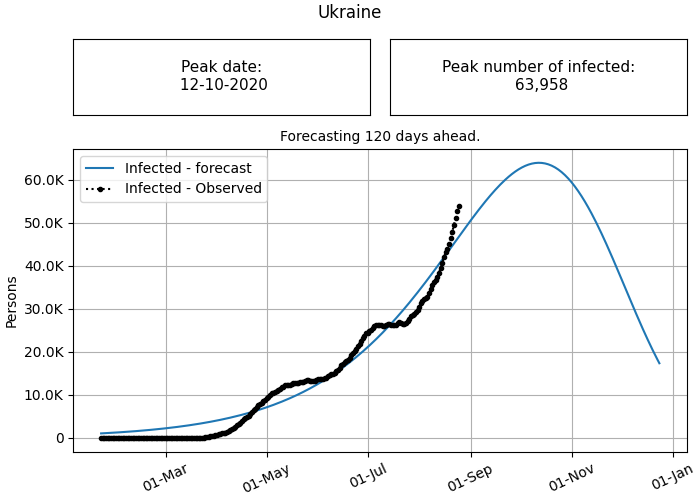 Ukraine
Peak date:
12-10-2020
Peak number of infected:
63,958
Forecasting 120 days ahead.
Infected - forecast
Infected - Observed
60.0K
50.0K
40.0K
30.0K
20.0K
10.0K
0
Persons
01-Mar
01-May
01-Jul
01-Sep
01-Nov
01-Jan